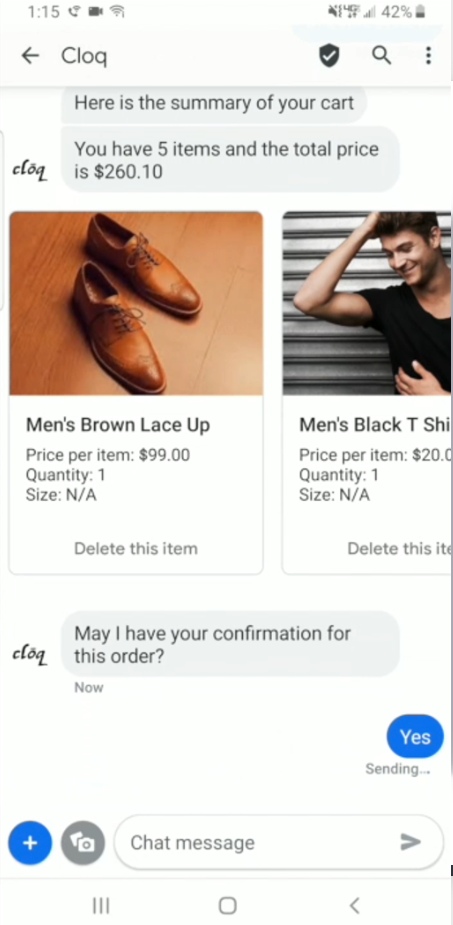 1:15 42%
Cloq
Here is the summary of your cart
You have 5 items and the total price
is $260.10
clōq
Men's Brown Lace Up
Price per item: $99.00
Quantity: 1
Size: N/A
Delete this item
Men's Black T Shi
Price per item: $20.0
Quantity: 1
Size: N/A
Delete this ite
May I have your confirmation for
this order?
clōq
Now
Yes
Sending...
Chat message